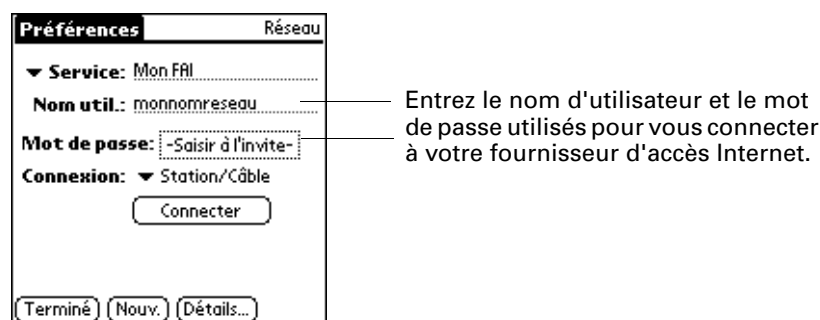 Préférences Réseau
Service: Mon FAI
Nom util.: monnomreseau
Mot de passe: -Saisir à l'invite-
Connexion: Station/Câble
Connecter
Terminé Nouv. Détails...
Entrez le nom d'utilisateur et le mot
de passe utilisés pour vous connecter
à votre fournisseur d'accès Internet.